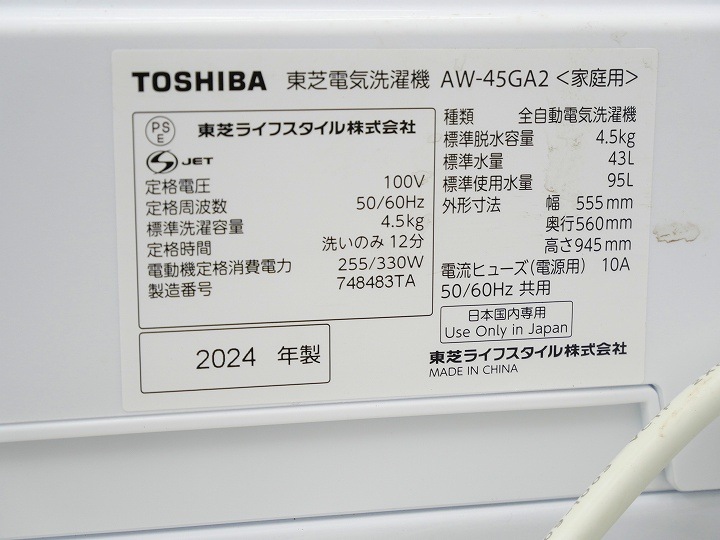 TOSHIBA 東芝電気洗濯機 AW-45GA2 <家庭用>
PS
E
東芝ライフスタイル株式会社
S JET
定格電圧 100V
定格周波数 50/60Hz
標準洗濯容量 4.5kg
定格時間 洗いのみ 12分
電動機定格消費電力 255/330W
製造番号 748483TA
2024 年製
種類 全自動電気洗濯機
標準脱水容量 4.5kg
標準水量 43L
標準使用水量 95L
外形寸法 幅 555mm
奥行560mm
高さ945mm
電流ヒューズ(電源用) 10A
50/60Hz 共用
日本国内専用
Use Only in Japan
東芝ライフスタイル株式会社
MADE IN CHINA